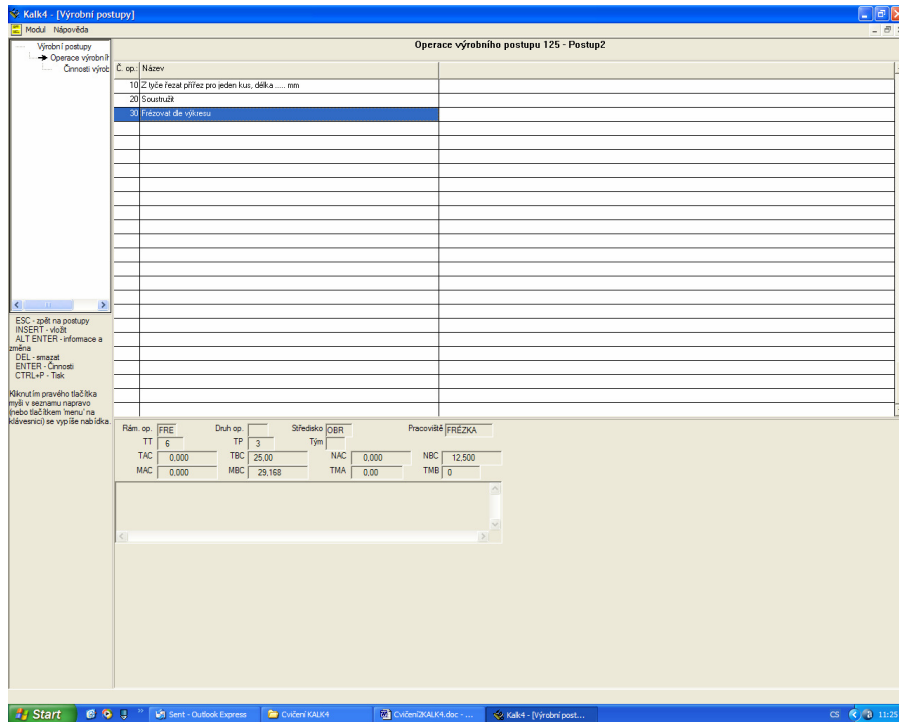 Kalk4 - [Výrobní postupy]
Modul Nápověda
Výrobní postupy
Operace výrobníh
Činnosti výrob
Operace výrobního postupu 125 - Postup2
Č. op.: Název
10 Z tyče řezat přířez pro jeden kus, délka ..... mm
20 Soustružit
30 Frézovat dle výkresu
ESC - zpět na postupy
INSERT - vložit
ALT ENTER - informace a
změna
DEL - smazat
ENTER - Činnosti
CTRL+P - Tisk
Kliknutím pravého tlačítka
myši v seznamu napravo
(nebo tlačítkem 'menu' na
klávesnici) se vypíše nabídka.
Rám. op. FRE Druh op. Středisko OBR Pracoviště FRÉZKA
TT 6 TP 3 Tým
TAC 0,000 TBC 25,00 NAC 0,000 NBC 12,500
MAC 0,000 MBC 29,168 TMA 0,00 TMB 0
Start Sent - Outlook Express Cvičení KALK4 Cvičení2KALK4.doc - ... Kalk4 - [Výrobní post... CS 11:25